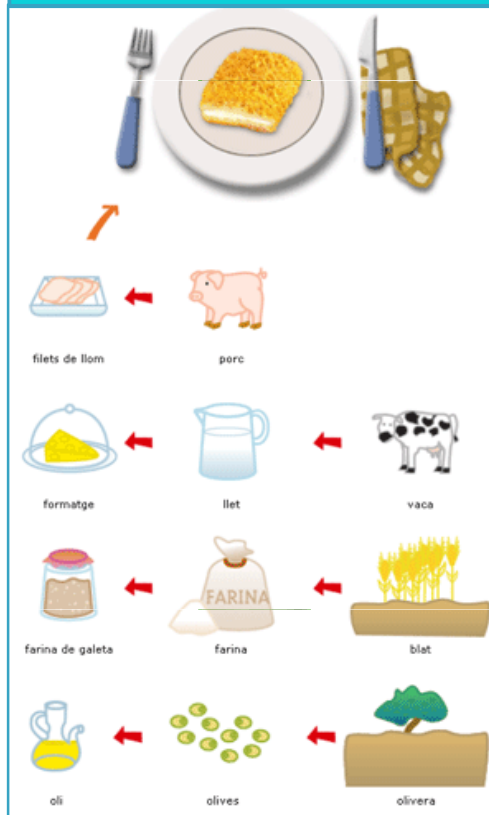 filets de llom porc
formatge llet vaca
FARINA
farina de galeta farina blat
oli olives olivera